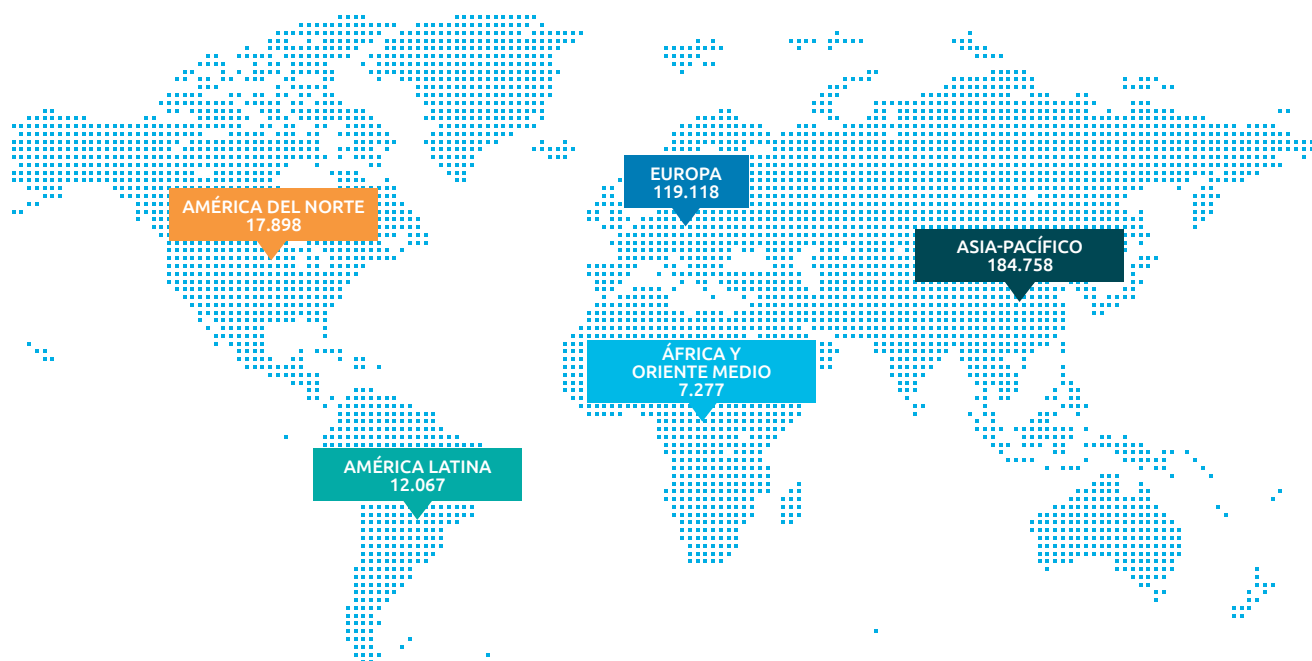 EUROPA
119.118
AMÉRICA DEL NORTE
17.898
ASIA-PACÍFICO
184.758
ÁFRICA Y
ORIENTE MEDIO
7.277
AMÉRICA LATINA
12.067